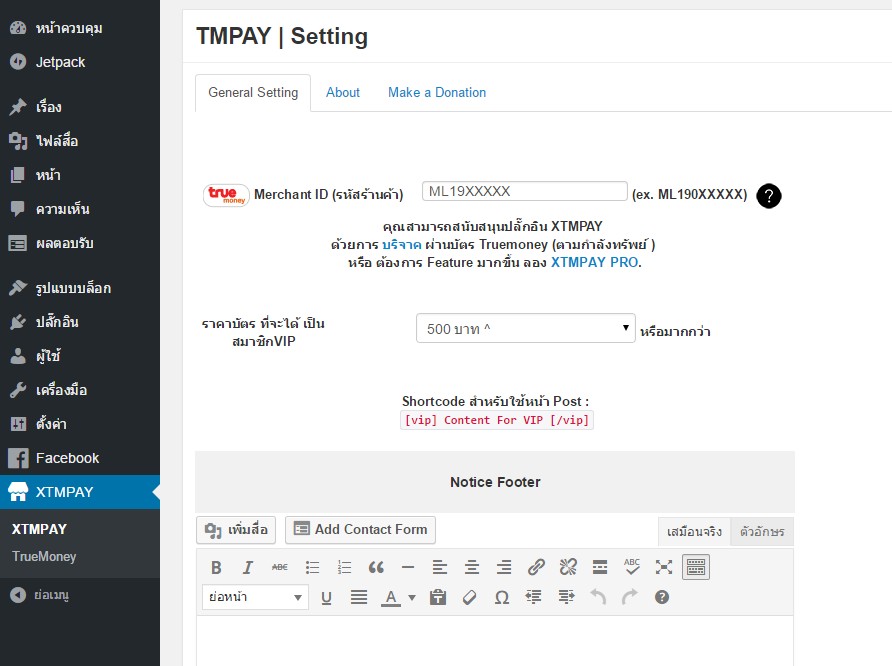 หน้าควบคุม
Jetpack
เรื่อง
ไฟล์สื่อ
หน้า
ความเห็น
ผลตอบรับ
รูปแบบบล็อก
ปลั๊กอิน
ผู้ใช้
เครื่องมือ
ตั้งค่า
Facebook
XTMPAY
XTMPAY
TrueMoney
ย่อเมนู
TMPAY | Setting
General Setting About Make a Donation
true money Merchant ID (รหัสร้านค้า) ML19XXXXX (ex. ML190XXXXX) ?
คุณสามารถสนับสนุนปลั๊กอิน XTMPAY
ด้วยการ บริจาค ผ่านบัตร Truemoney (ตามกำลังทรัพย์ )
หรือ ต้องการ Feature มากขึ้น ลอง XTMPAY PRO.
ราคาบัตร ที่จะได้ เป็น
สมาชิกVIP
500 บาท ^ หรือมากกว่า
Shortcode สำหรับใช้หน้า Post :
[vip] Content For VIP [/vip]
Notice Footer
เพิ่มสื่อ Add Contact Form เสมือนจริง ตัวอักษร
B I ABC ABC
ย่อหน้า U A T Ω ?